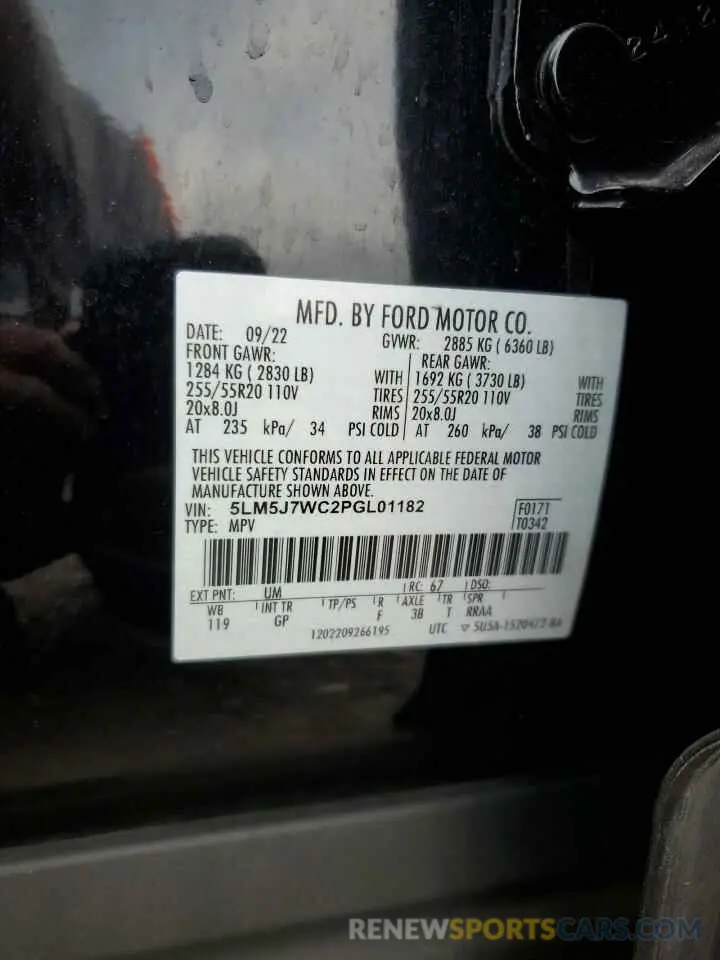 24 2
MFD. BY FORD MOTOR CO.
DATE: 09/22 GVWR: 2885 KG ( 6360 LB)
FRONT GAWR: REAR GAWR:
1284 KG ( 2830 LB) WITH 1692 KG ( 3730 LB) WITH
255/55R20 110V TIRES 255/55R20 110V TIRES
20x8.0J RIMS 20x8.0J RIMS
AT 235 kPa/ 34 PSI COLD AT 260 kPa/ 38 PSI COLD
THIS VEHICLE CONFORMS TO ALL APPLICABLE FEDERAL MOTOR
VEHICLE SAFETY STANDARDS IN EFFECT ON THE DATE OF
MANUFACTURE SHOWN ABOVE.
VIN: 5LM5J7WC2PGL01182 F0171
TYPE: MPV T0342
EXT PNT: UM RC: 67 DSO:
WB INT TR TP/PS R AXLE TR SPR
119 GP F 3B T RRAA
1202209266195 UTC
RENEWSPORTSCARS.COM